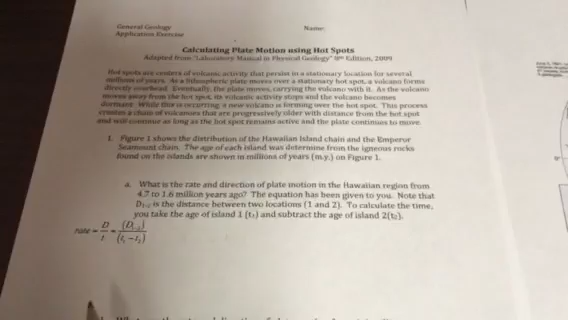 General Geology Name:
Application Exercise
Calculating Plate Motion using Hot Spots
Adapted from "Laboratory Manual in Physical Geology" 8th Edition, 2009
Hot spots are centers of volcanic activity that persist in a stationary location for several
millions of years. As a lithospheric plate moves over a stationary hot spot, a volcano forms
directly overhead. Eventually, the plate moves, carrying the volcano with it. As the volcano
moves away from the hot spot, its volcanic activity stops and the volcano becomes
dormant. While this is occurring, a new volcano is forming over the hot spot. This process
creates a chain of volcanoes that are progressively older with distance from the hot spot
and will continue as long as the hot spot remains active and the plate continues to move.
1. Figure 1 shows the distribution of the Hawaiian Island chain and the Emperor
Seamount chain. The age of each island was determine from the igneous rocks
found on the islands are shown in millions of years (m.y.) on Figure 1.
a. What is the rate and direction of plate motion in the Hawaiian region from
4.7 to 1.6 million years ago? The equation has been given to you. Note that
D1-2 is the distance between two locations (1 and 2). To calculate the time,
you take the age of island 1 (t1) and subtract the age of island 2(t2).
rate = D/t = (D1-2)/(t1 - t2)